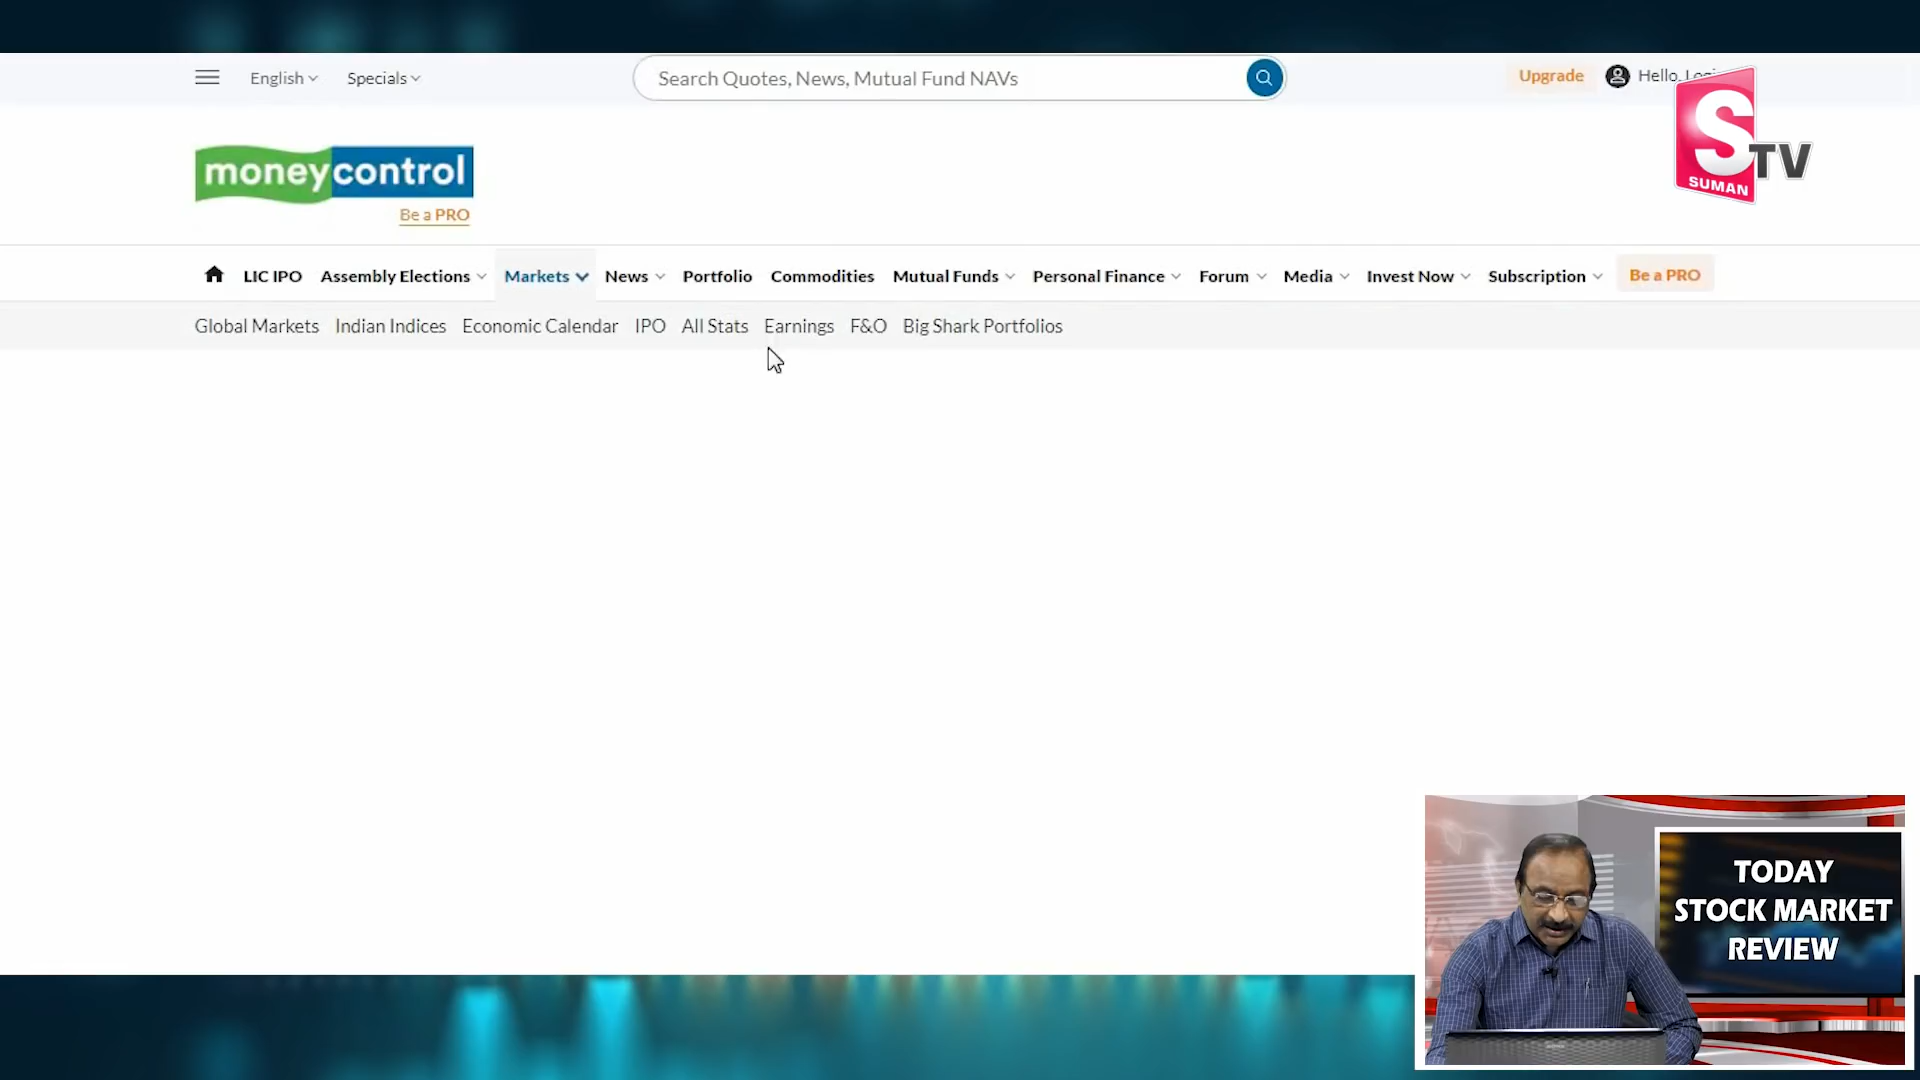 English
Specials
Search Quotes, News, Mutual Fund NAVs
Upgrade
Hello,
S
TV
SUMAN
moneycontrol
Be a PRO
LIC IPO
Assembly Elections
Markets
News
Portfolio
Commodities
Mutual Funds
Personal Finance
Forum
Media
Invest Now
Subscription
Be a PRO
Global Markets
Indian Indices
Economic Calendar
IPO
All Stats
Earnings
F&O
Big Shark Portfolios
TODAY
STOCK MARKET
REVIEW